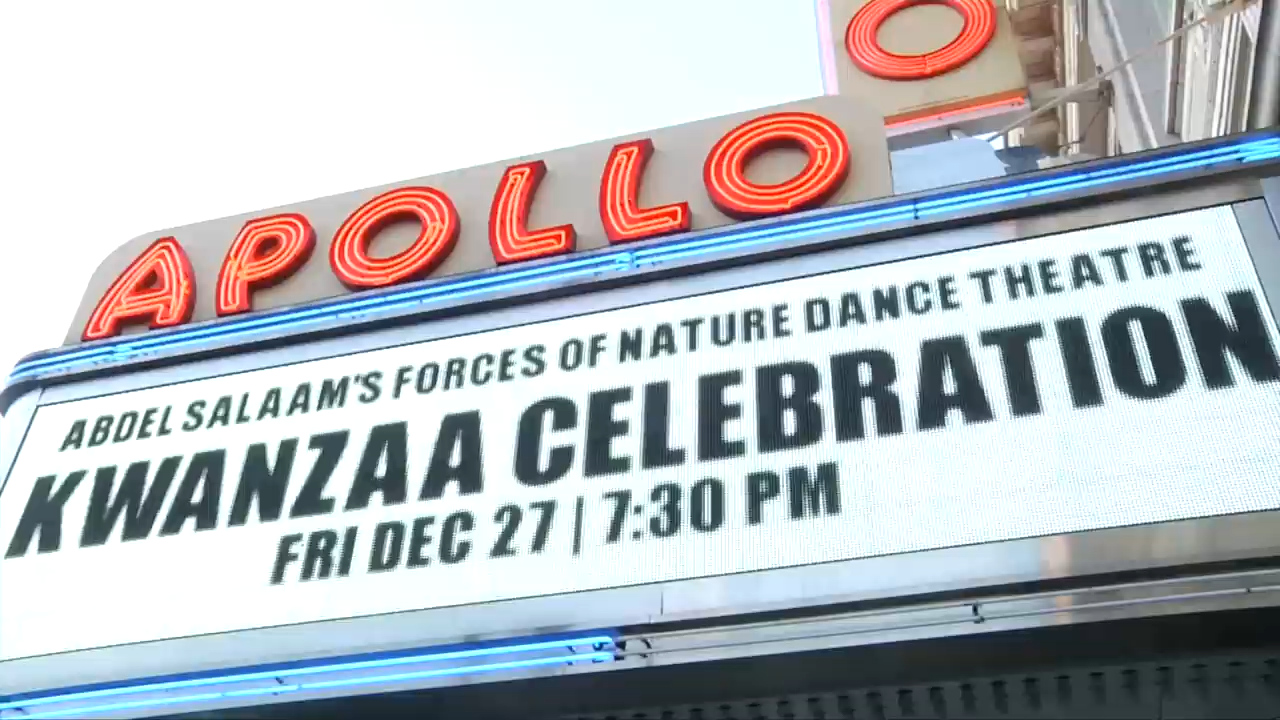 O
APOLLO
ABDEL SALAAM'S FORCES OF NATURE DANCE THEATRE
KWANZAA CELEBRATION
FRI DEC 27 | 7:30 PM